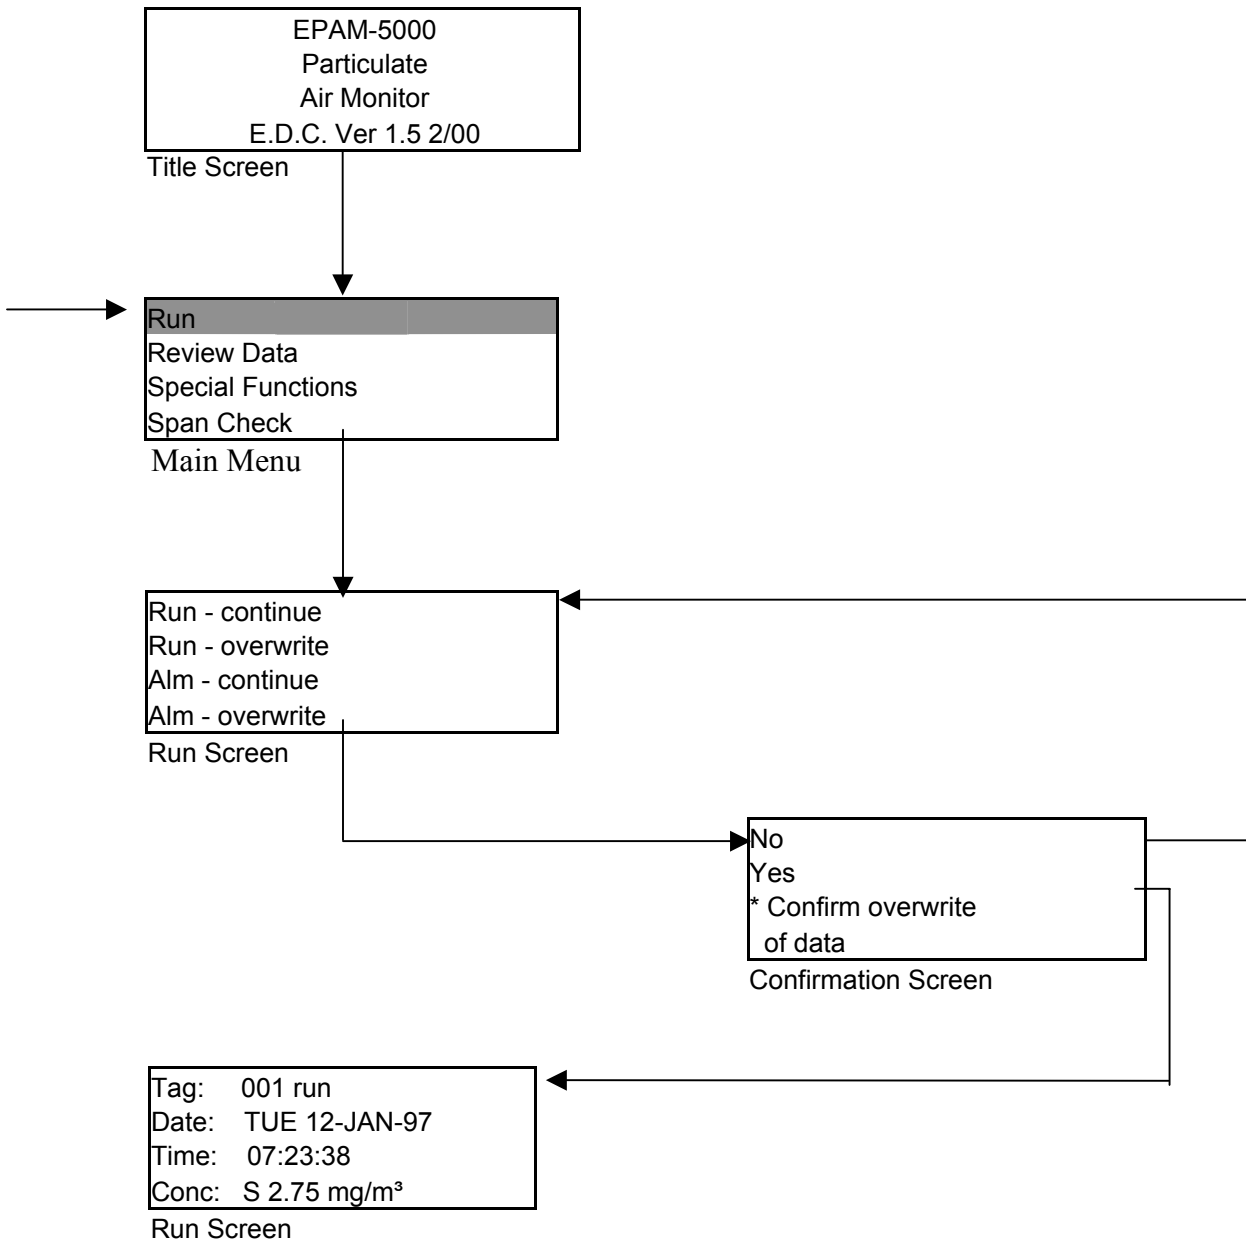 EPAM-5000
Particulate
Air Monitor
E.D.C. Ver 1.5 2/00
Title Screen
Run
Review Data
Special Functions
Span Check
Main Menu
Run - continue
Run - overwrite
Alm - continue
Alm - overwrite
Run Screen
No
Yes
* Confirm overwrite
of data
Confirmation Screen
Tag: 001 run
Date: TUE 12-JAN-97
Time: 07:23:38
Conc: S 2.75 mg/m³
Run Screen